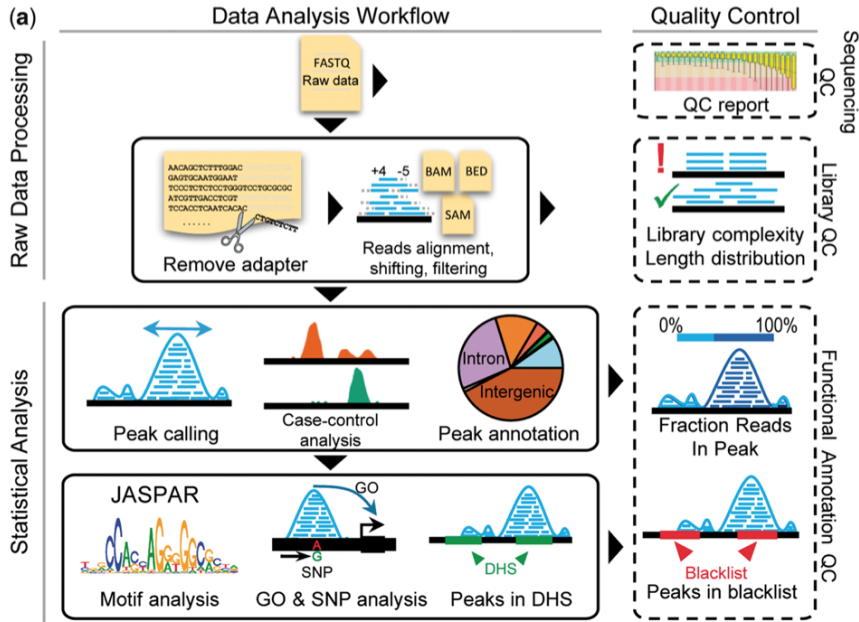 (a)
Data Analysis Workflow
Quality Control
Raw Data Processing
FASTQ
Raw data
QC report
Sequencing
QC
AACAGCTCTTTGGAC
GAGTGCAATGGAAT
TCCCTCTCTCCTGGGTCCTGCGCGC
ATCGTTGACCTCGT
TCCACCTCAATCACAC
CTGTCTCTT
......
Remove adapter
+4 -5
BAM
BED
SAM
Reads alignment,
shifting, filtering
!
Library complexity
Length distribution
Library QC
Statistical Analysis
Peak calling
Case-control
analysis
Intron
Intergenic
Peak annotation
0% 100%
Fraction Reads
In Peak
Functional Annotation QC
JASPAR
Motif analysis
GO
A
G
SNP
GO & SNP analysis
DHS
Peaks in DHS
Blacklist
Peaks in blacklist